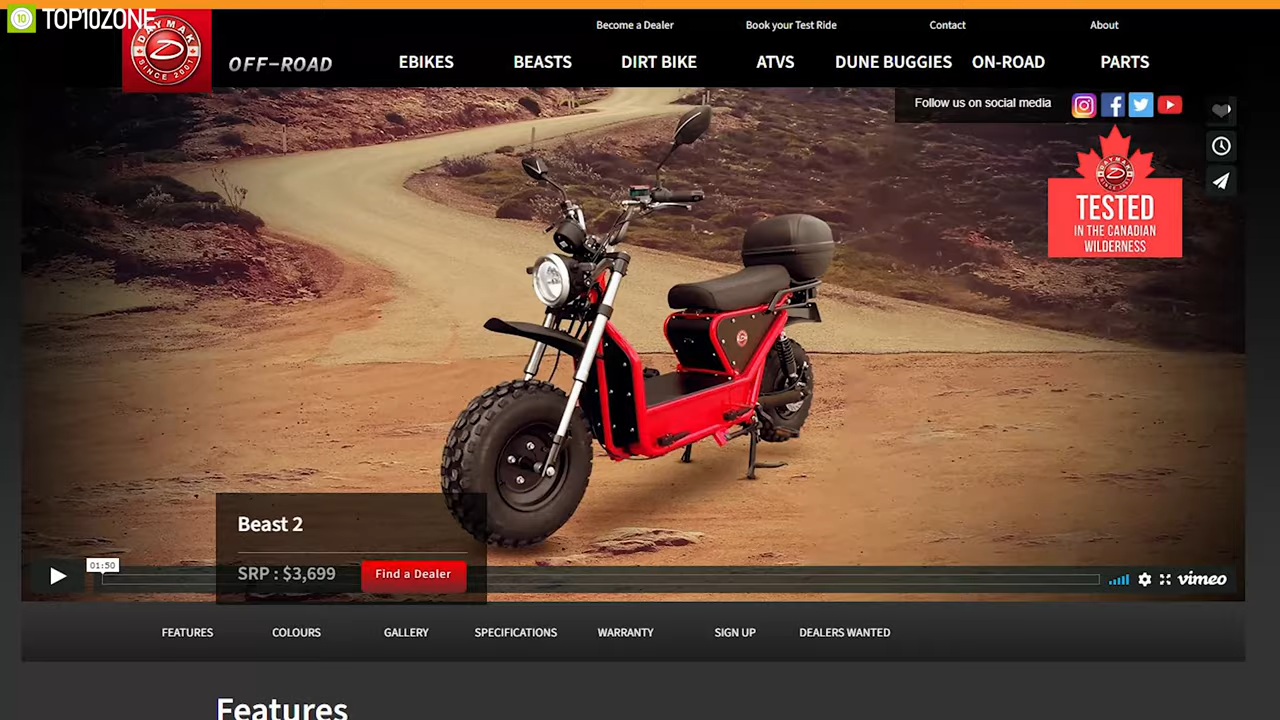 10 TOP10ZONE
Become a Dealer
Book your Test Ride
Contact
About
DAYMAK
SINCE 2001
OFF-ROAD
EBIKES
BEASTS
DIRT BIKE
ATVS
DUNE BUGGIES
ON-ROAD
PARTS
Follow us on social media
TESTED
IN THE CANADIAN
WILDERNESS
Beast 2
SRP : $3,699
Find a Dealer
01:50
vimeo
FEATURES
COLOURS
GALLERY
SPECIFICATIONS
WARRANTY
SIGN UP
DEALERS WANTED
Features